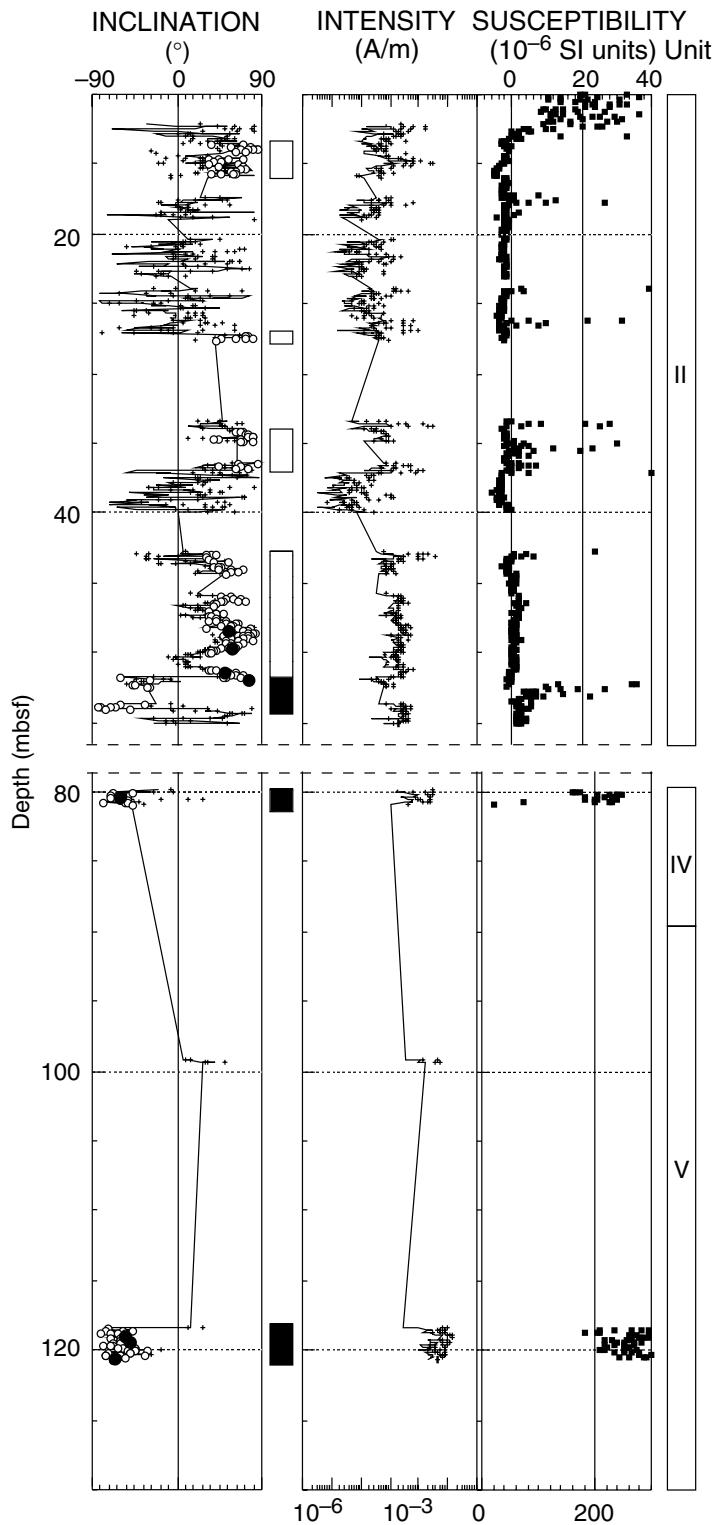 INCLINATION INTENSITY SUSCEPTIBILITY
(°) (A/m) (10⁻⁶ SI units) Unit
–90 0 90 0 20 40
20
II
40
Depth (mbsf)
80
IV
100
V
120
10⁻⁶ 10⁻³ 0 200